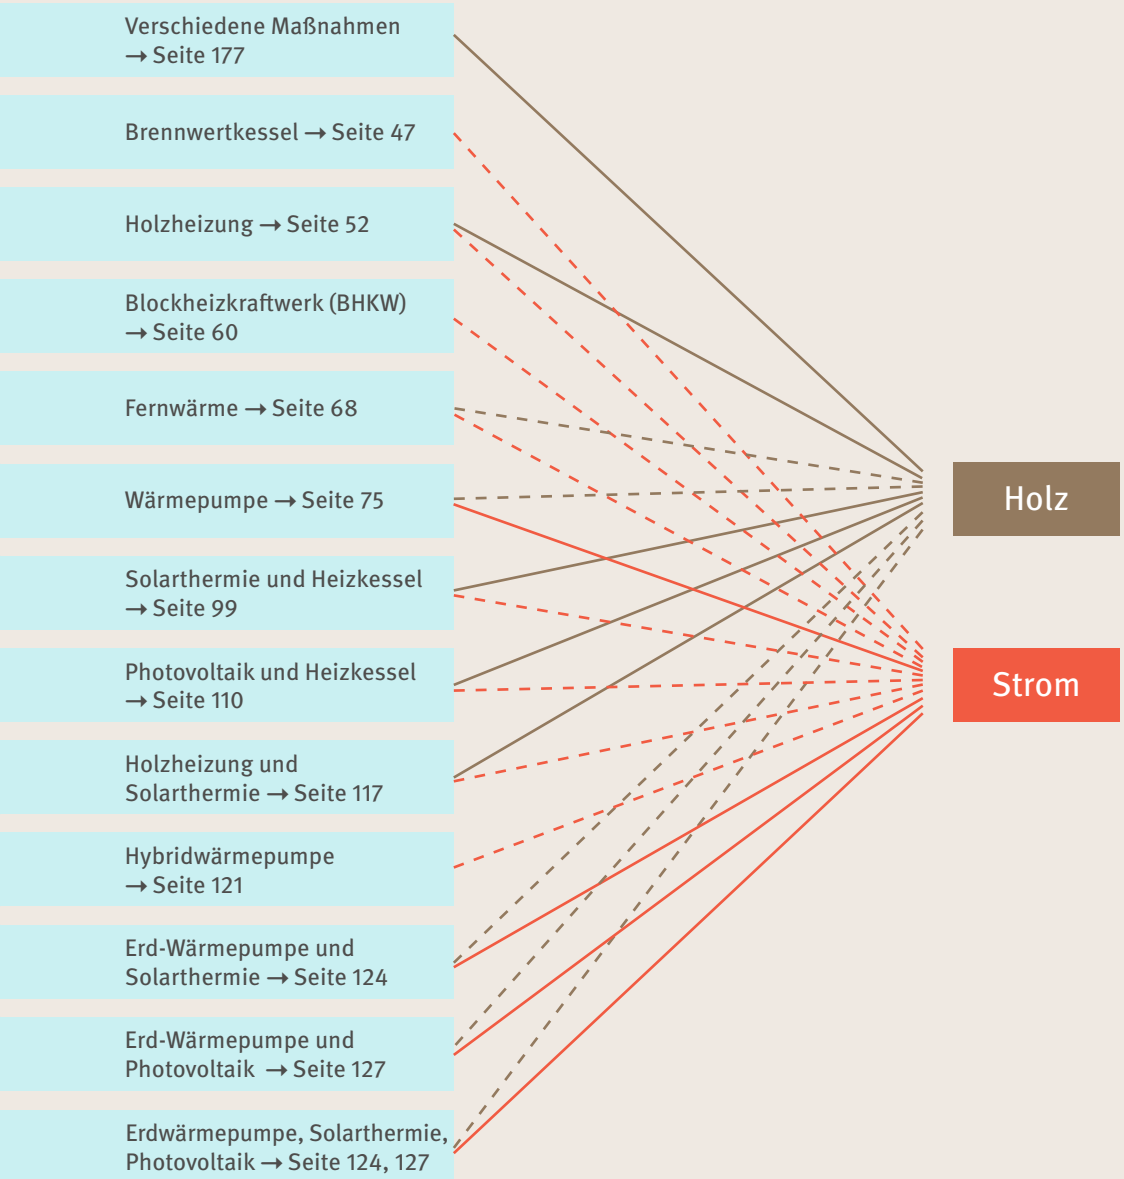 Verschiedene Maßnahmen
→ Seite 177
Brennwertkessel → Seite 47
Holzheizung → Seite 52
Blockheizkraftwerk (BHKW)
→ Seite 60
Fernwärme → Seite 68
Wärmepumpe → Seite 75
Solarthermie und Heizkessel
→ Seite 99
Photovoltaik und Heizkessel
→ Seite 110
Holzheizung und
Solarthermie → Seite 117
Hybridwärmepumpe
→ Seite 121
Erd-Wärmepumpe und
Solarthermie → Seite 124
Erd-Wärmepumpe und
Photovoltaik → Seite 127
Erdwärmepumpe, Solarthermie,
Photovoltaik → Seite 124, 127
Holz
Strom